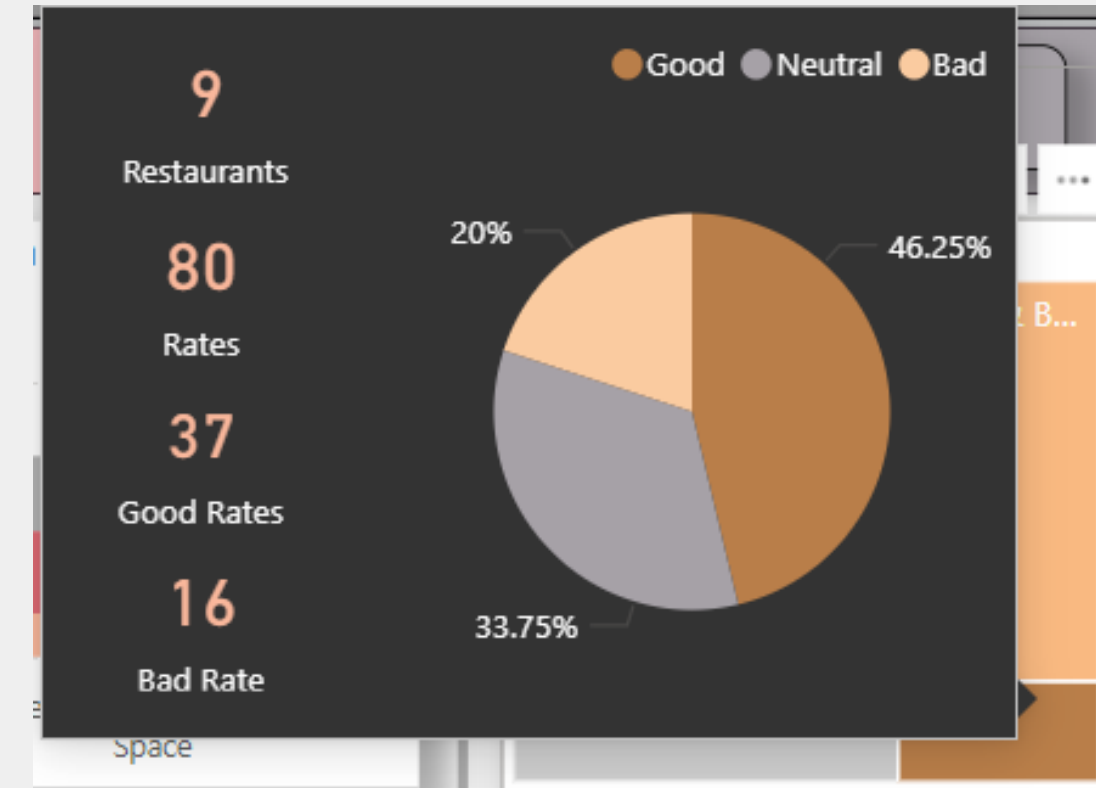 9
Restaurants
80
Rates
37
Good Rates
16
Bad Rate
Good Neutral Bad
20%
46.25%
33.75%
B...
Space